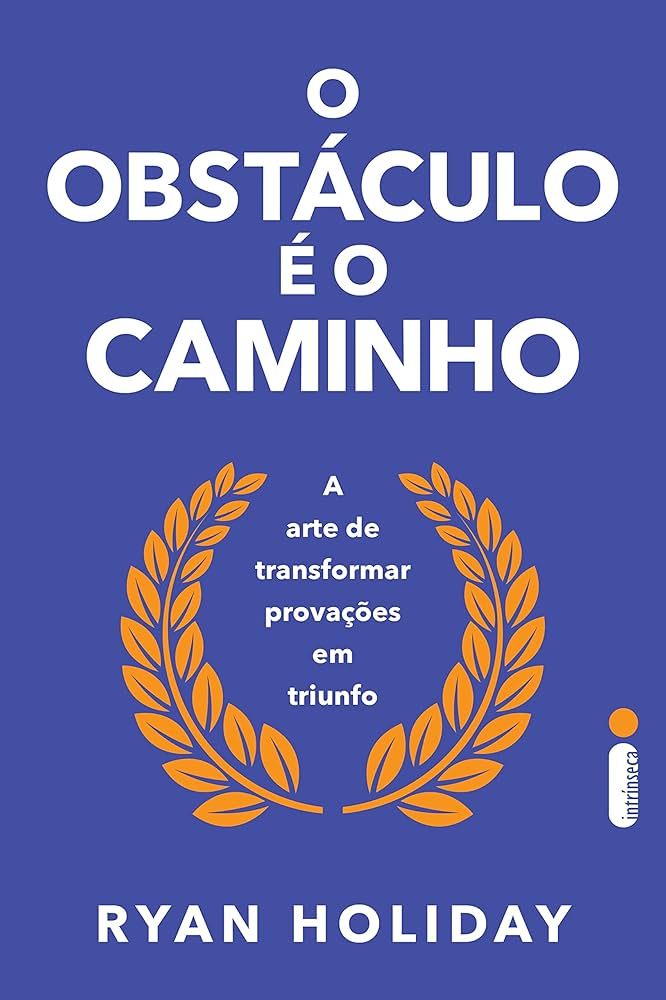 O
OBSTÁCULO
É O
CAMINHO
A
arte de
transformar
provações
em
triunfo
intrínseca
RYAN HOLIDAY